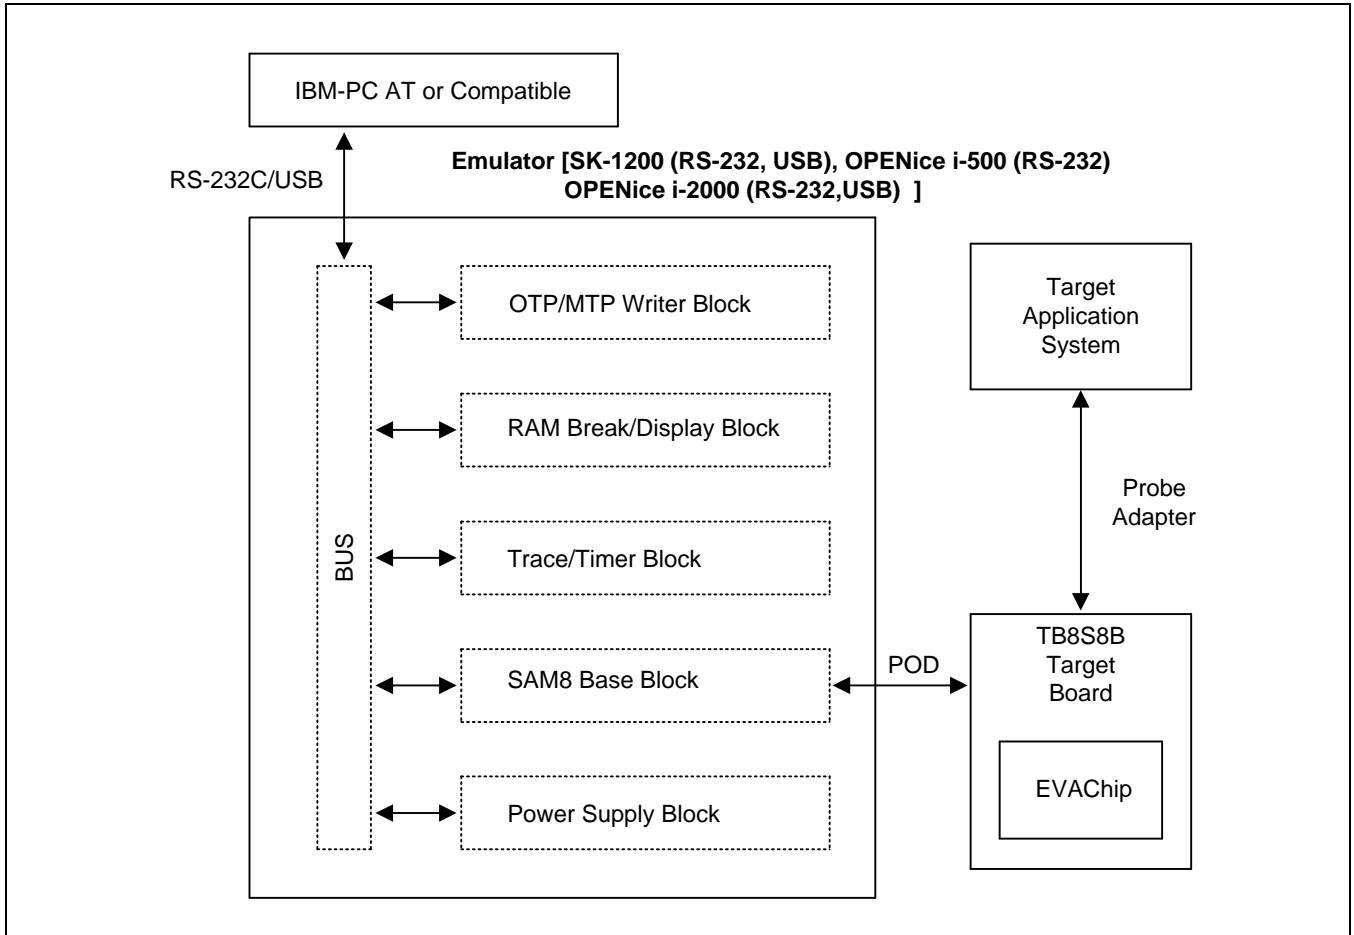 IBM-PC AT or Compatible
RS-232C/USB
Emulator [SK-1200 (RS-232, USB), OPENice i-500 (RS-232)
OPENice i-2000 (RS-232,USB)  ]
BUS
OTP/MTP Writer Block
RAM Break/Display Block
Trace/Timer Block
SAM8 Base Block
Power Supply Block
POD
Target
Application
System
Probe
Adapter
TB8S8B
Target
Board
EVAChip